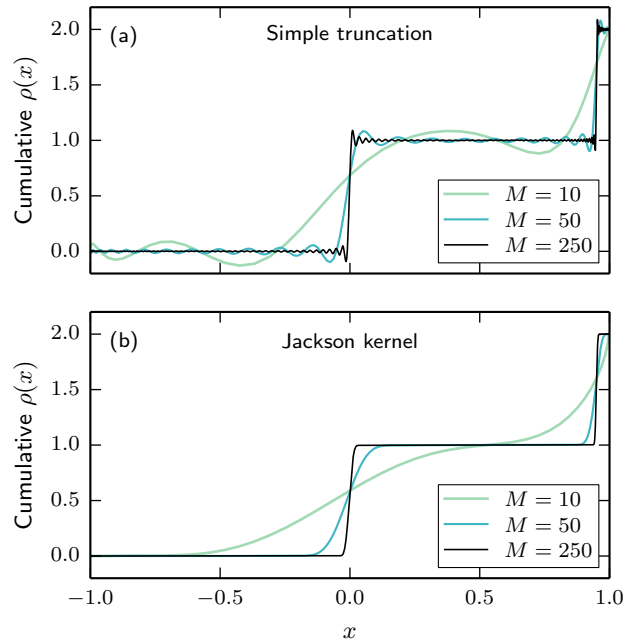 (a) Simple truncation
Cumulative ρ(x)
2.0
1.5
1.0
0.5
0.0
M = 10
M = 50
M = 250
(b) Jackson kernel
Cumulative ρ(x)
2.0
1.5
1.0
0.5
0.0
M = 10
M = 50
M = 250
−1.0 −0.5 0.0 0.5 1.0
x